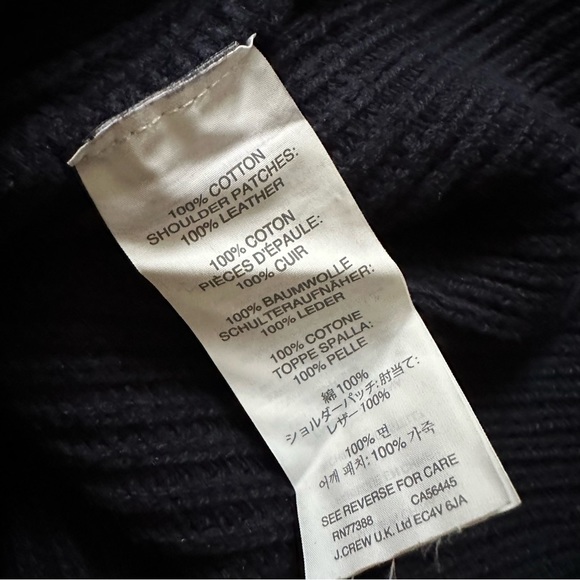 100% COTTON
SHOULDER PATCHES:
100% LEATHER
100% COTON
PIÈCES D'ÉPAULE:
100% CUIR
100% BAUMWOLLE
SCHULTERAUFNÄHER:
100% LEDER
100% COTONE
TOPPE SPALLA:
100% PELLE
綿 100%
ショルダーパッチ:肘当て:
レザー 100%
100% 면
어깨 패치: 100% 가죽
SEE REVERSE FOR CARE
RN77388 CA56445
J.CREW U.K. Ltd EC4V 6JA